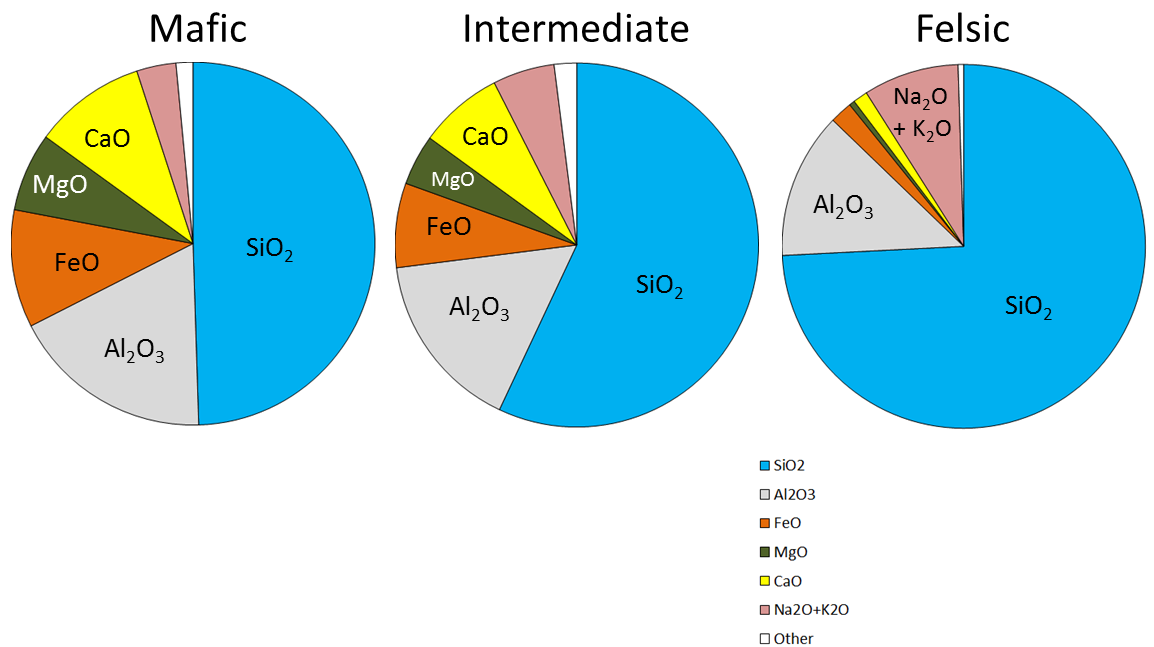 Mafic
Intermediate
Felsic
CaO
MgO
FeO
Al₂O₃
SiO₂
CaO
MgO
FeO
Al₂O₃
SiO₂
Na₂O
+ K₂O
Al₂O₃
SiO₂
SiO2
Al2O3
FeO
MgO
CaO
Na2O+K2O
Other